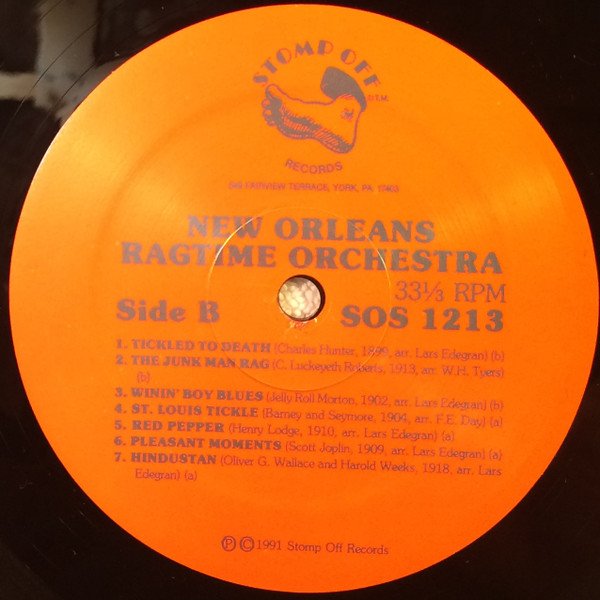 STOMP OFF
D.T.M.
RECORDS
549 FAIRVIEW TERRACE, YORK, PA 17403
NEW ORLEANS
RAGTIME ORCHESTRA
33⅓ RPM
Side B SOS 1213
1. TICKLED TO DEATH (Charles Hunter, 1899, arr. Lars Edegran) (b)
2. THE JUNK MAN RAG (C. Luckeyeth Roberts, 1913, arr. W.H. Tyers)
(b)
3. WININ' BOY BLUES (Jelly Roll Morton, 1902, arr. Lars Edegran) (b)
4. ST. LOUIS TICKLE (Barney and Seymore, 1904, arr. F.E. Day) (a)
5. RED PEPPER (Henry Lodge, 1910, arr. Lars Edegran) (a)
6. PLEASANT MOMENTS (Scott Joplin, 1909, arr. Lars Edegran) (a)
7. HINDUSTAN (Oliver G. Wallace and Harold Weeks, 1918, arr. Lars
Edegran) (a)
℗ © 1991 Stomp Off Records